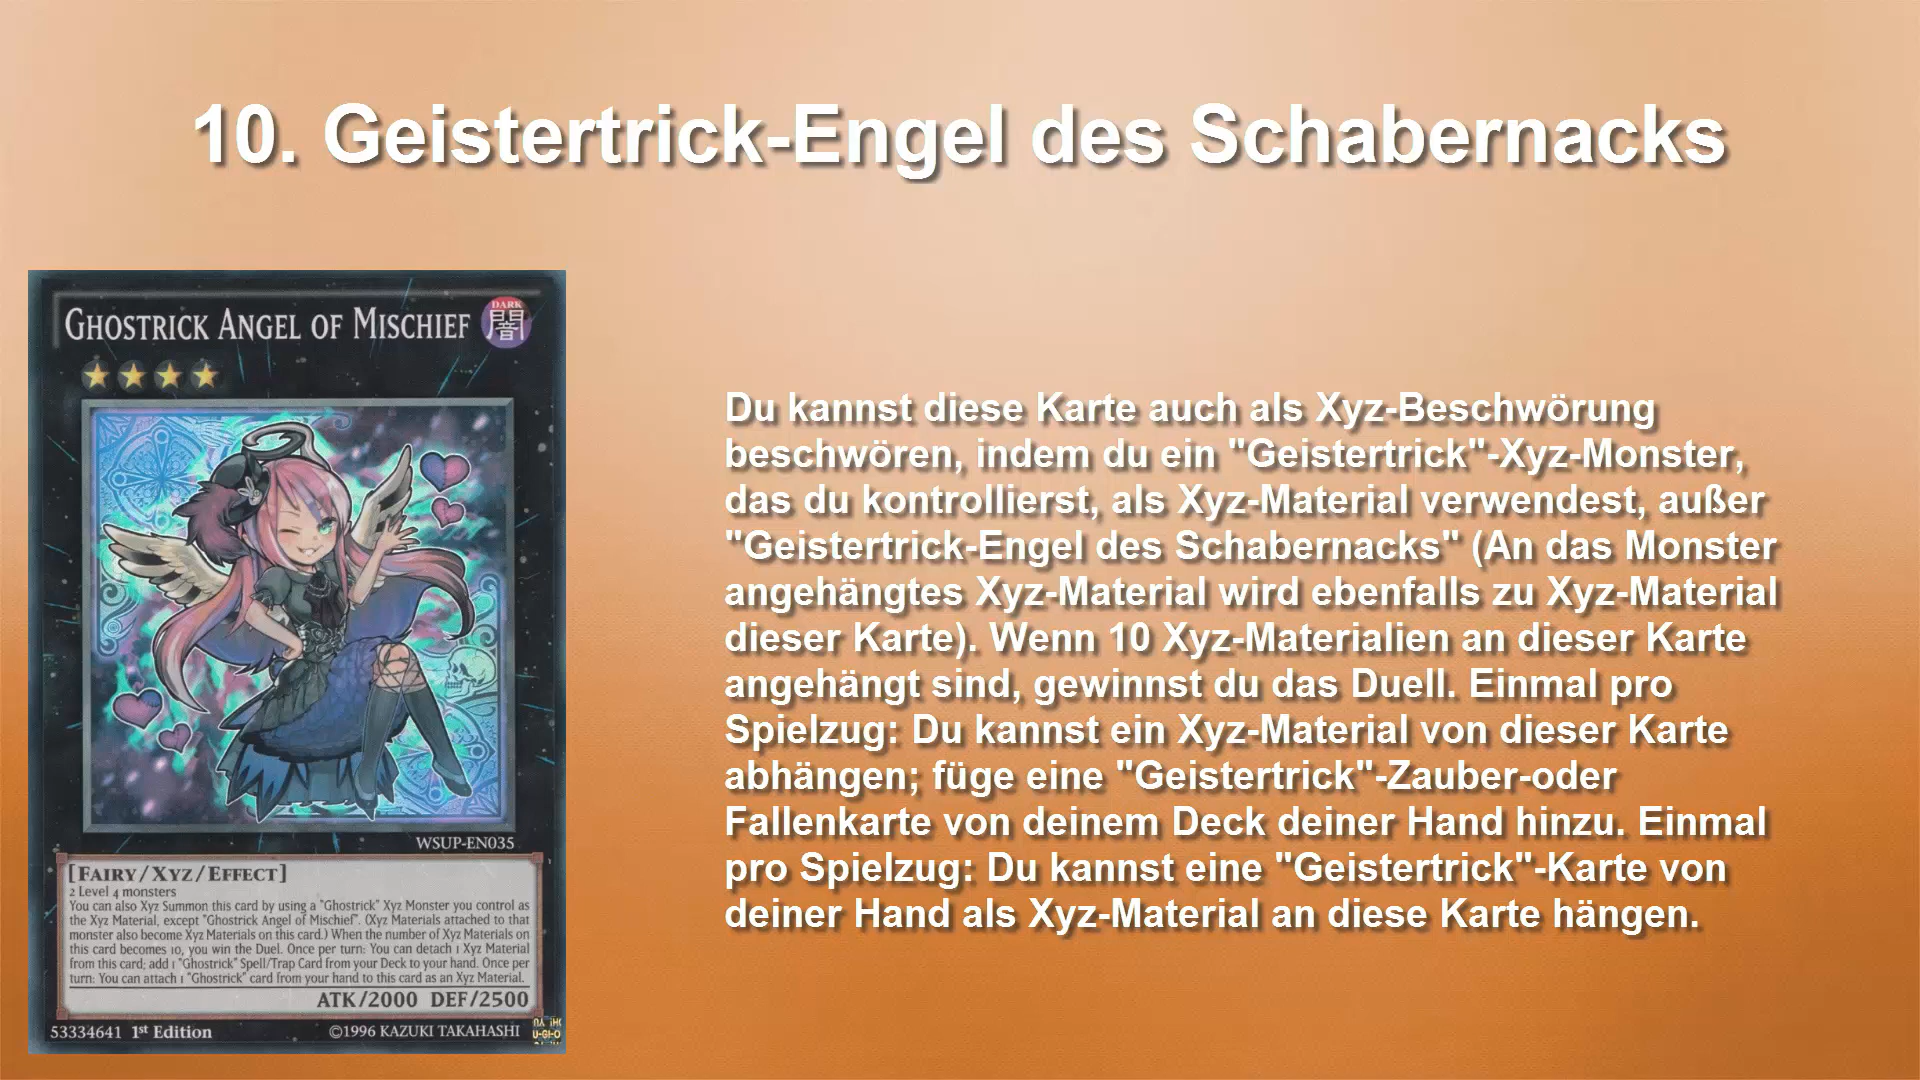 10. Geistertrick-Engel des Schabernacks
GHOSTRICK ANGEL OF MISCHIEF
DARK
闇
WSUP-EN035
[FAIRY/XYZ/EFFECT]
2 Level 4 monsters
You can also Xyz Summon this card by using a "Ghostrick" Xyz Monster you control as
the Xyz Material, except "Ghostrick Angel of Mischief". (Xyz Materials attached to that
monster also become Xyz Materials on this card.) When the number of Xyz Materials on
this card becomes 10, you win the Duel. Once per turn: You can detach 1 Xyz Material
from this card; add 1 "Ghostrick" Spell/Trap Card from your Deck to your hand. Once per
turn: You can attach 1 "Ghostrick" card from your hand to this card as an Xyz Material.
ATK/2000 DEF/2500
53334641 1st Edition
©1996 KAZUKI TAKAHASHI
Du kannst diese Karte auch als Xyz-Beschwörung
beschwören, indem du ein "Geistertrick"-Xyz-Monster,
das du kontrollierst, als Xyz-Material verwendest, außer
"Geistertrick-Engel des Schabernacks" (An das Monster
angehängtes Xyz-Material wird ebenfalls zu Xyz-Material
dieser Karte). Wenn 10 Xyz-Materialien an dieser Karte
angehängt sind, gewinnst du das Duell. Einmal pro
Spielzug: Du kannst ein Xyz-Material von dieser Karte
abhängen; füge eine "Geistertrick"-Zauber-oder
Fallenkarte von deinem Deck deiner Hand hinzu. Einmal
pro Spielzug: Du kannst eine "Geistertrick"-Karte von
deiner Hand als Xyz-Material an diese Karte hängen.